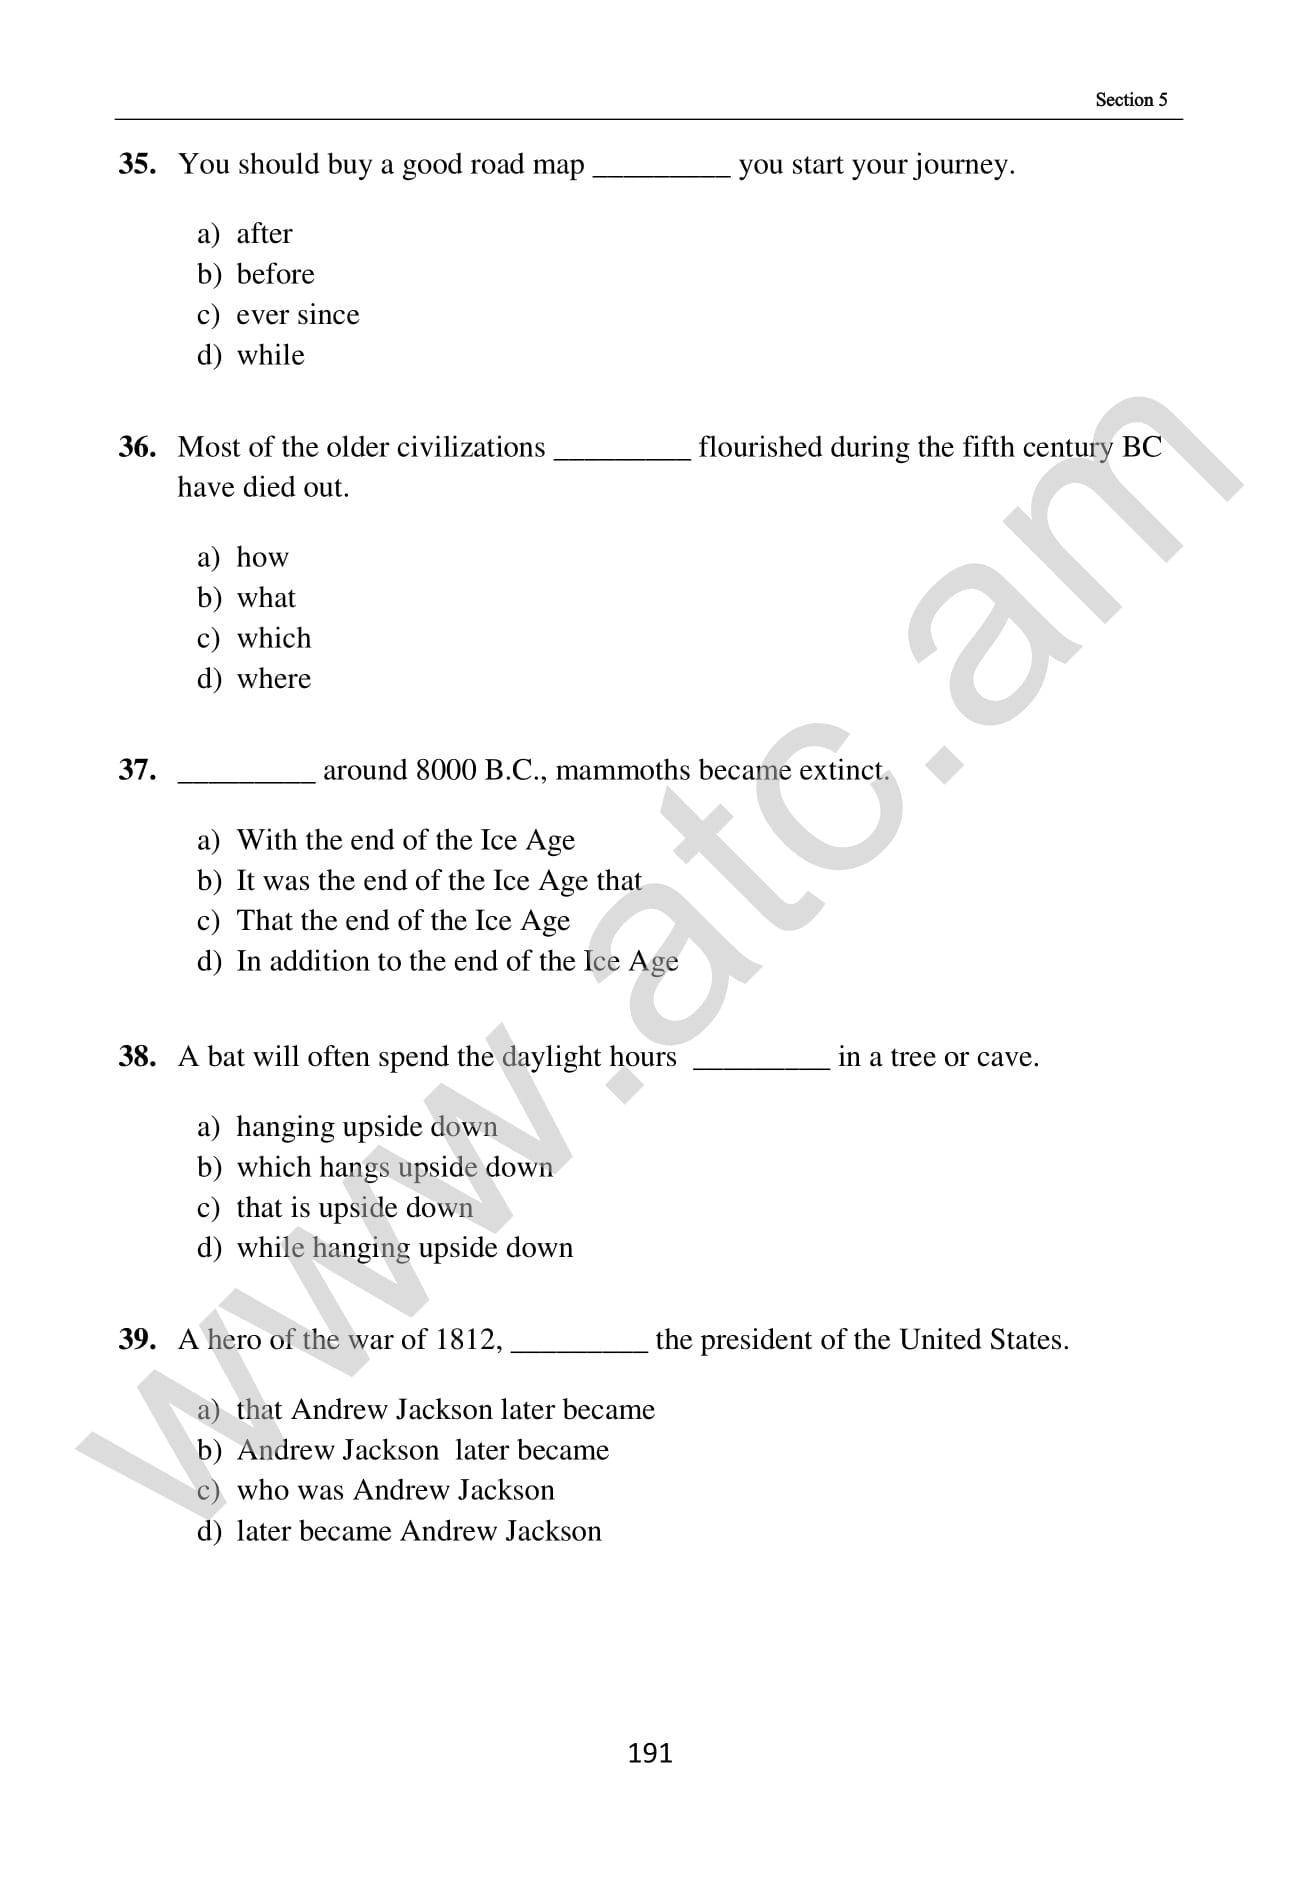 Section 5
35. You should buy a good road map _________ you start your journey.
a) after
b) before
c) ever since
d) while
36. Most of the older civilizations _________ flourished during the fifth century BC
have died out.
a) how
b) what
c) which
d) where
37. _________ around 8000 B.C., mammoths became extinct.
a) With the end of the Ice Age
b) It was the end of the Ice Age that
c) That the end of the Ice Age
d) In addition to the end of the Ice Age
38. A bat will often spend the daylight hours _________ in a tree or cave.
a) hanging upside down
b) which hangs upside down
c) that is upside down
d) while hanging upside down
39. A hero of the war of 1812, _________ the president of the United States.
a) that Andrew Jackson later became
b) Andrew Jackson later became
c) who was Andrew Jackson
d) later became Andrew Jackson
191
www.atc.am